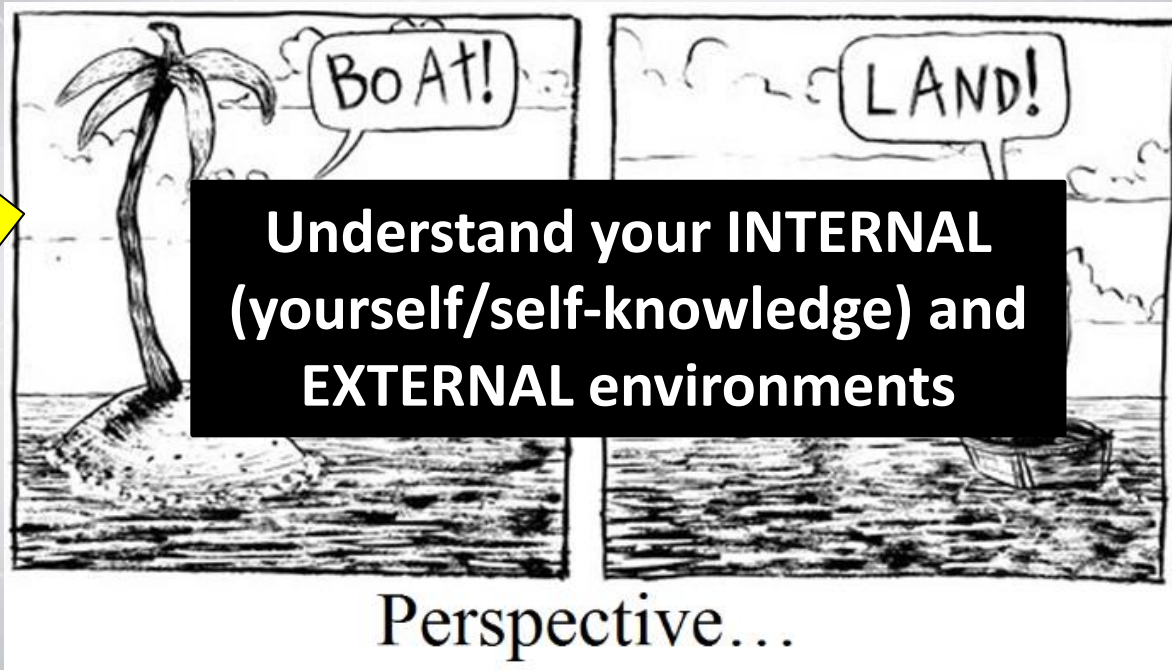 BOAt!
LAND!
Understand your INTERNAL
(yourself/self-knowledge) and
EXTERNAL environments
Perspective…